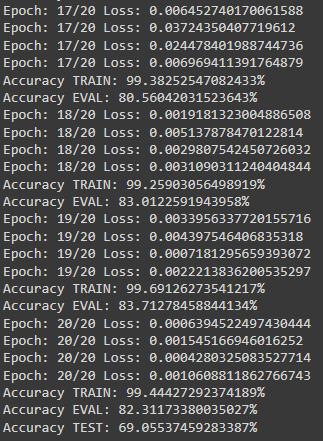 Epoch: 17/20 Loss: 0.006452740170061588
Epoch: 17/20 Loss: 0.03724350407719612
Epoch: 17/20 Loss: 0.024478401988744736
Epoch: 17/20 Loss: 0.006969411391764879
Accuracy TRAIN: 99.38252547082433%
Accuracy EVAL: 80.56042031523643%
Epoch: 18/20 Loss: 0.0019181323004886508
Epoch: 18/20 Loss: 0.005137878470122814
Epoch: 18/20 Loss: 0.0029807542450726032
Epoch: 18/20 Loss: 0.0031090311240404844
Accuracy TRAIN: 99.25903056498919%
Accuracy EVAL: 83.0122591943958%
Epoch: 19/20 Loss: 0.0033956337720155716
Epoch: 19/20 Loss: 0.004397546406835318
Epoch: 19/20 Loss: 0.0007181295659393072
Epoch: 19/20 Loss: 0.0022213836200535297
Accuracy TRAIN: 99.69126273541217%
Accuracy EVAL: 83.71278458844134%
Epoch: 20/20 Loss: 0.0006394522497430444
Epoch: 20/20 Loss: 0.001545166946016252
Epoch: 20/20 Loss: 0.0004280325083527714
Epoch: 20/20 Loss: 0.0010608811862766743
Accuracy TRAIN: 99.44427292374189%
Accuracy EVAL: 82.31173380035027%
Accuracy TEST: 69.05537459283387%